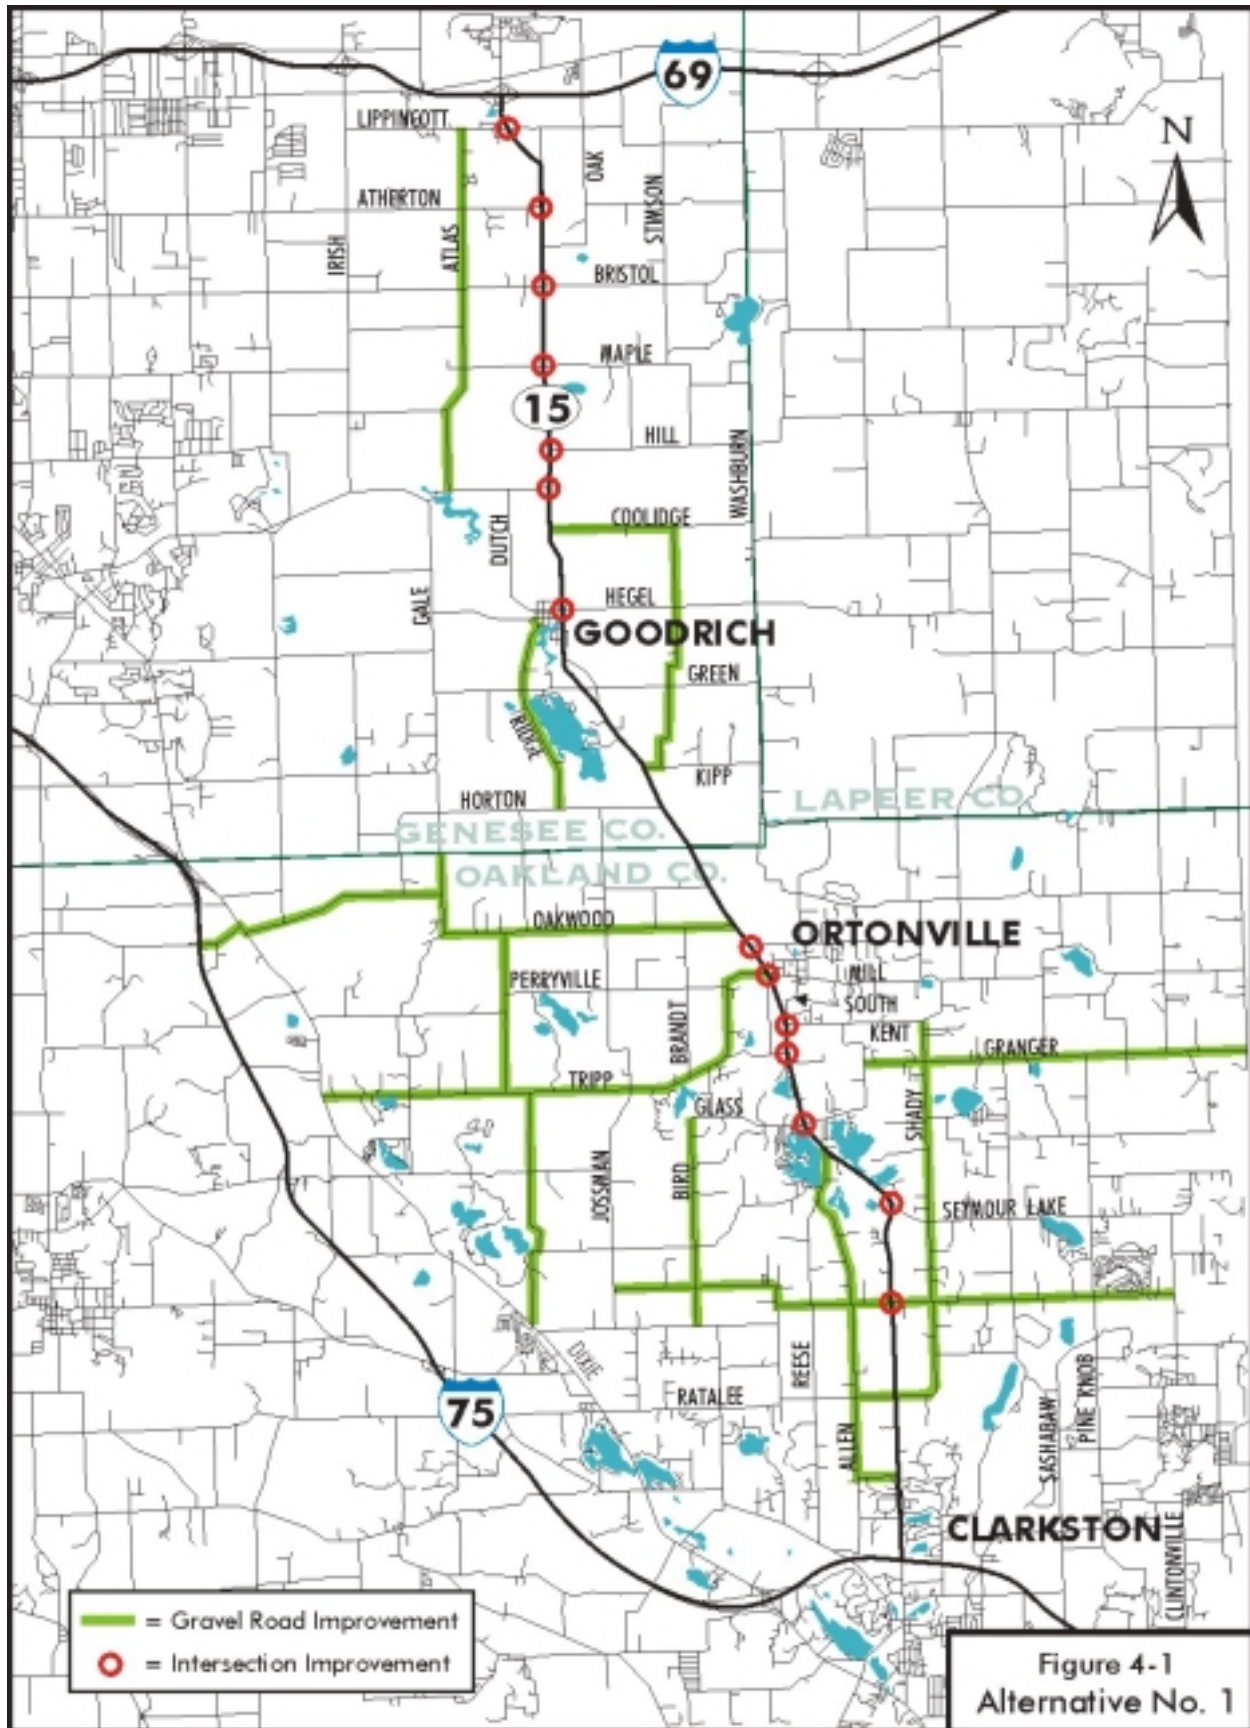 69
LIPPINCOTT
N
OAK
ATHERTON
STIMSON
IRISH
ATLAS
BRISTOL
MAPLE
15
HILL
WASHBURN
COOLIDGE
DUTCH
GALE
HEGEL
GOODRICH
GREEN
RIDGE
KIPP
HORTON
LAPEER CO.
GENESEE CO.
OAKLAND CO.
OAKWOOD
ORTONVILLE
MILL
PERRYVILLE
SOUTH
BRANDT
KENT
GRANGER
TRIPP
GLASS
SHADY
JOSSMAN
BIRD
SEYMOUR LAKE
DIXIE
REESE
RATALEE
PINE KNOB
75
SASHABAW
ALLEN
CLARKSTON
CLINTONVILLE
= Gravel Road Improvement
= Intersection Improvement
Figure 4-1
Alternative No. 1